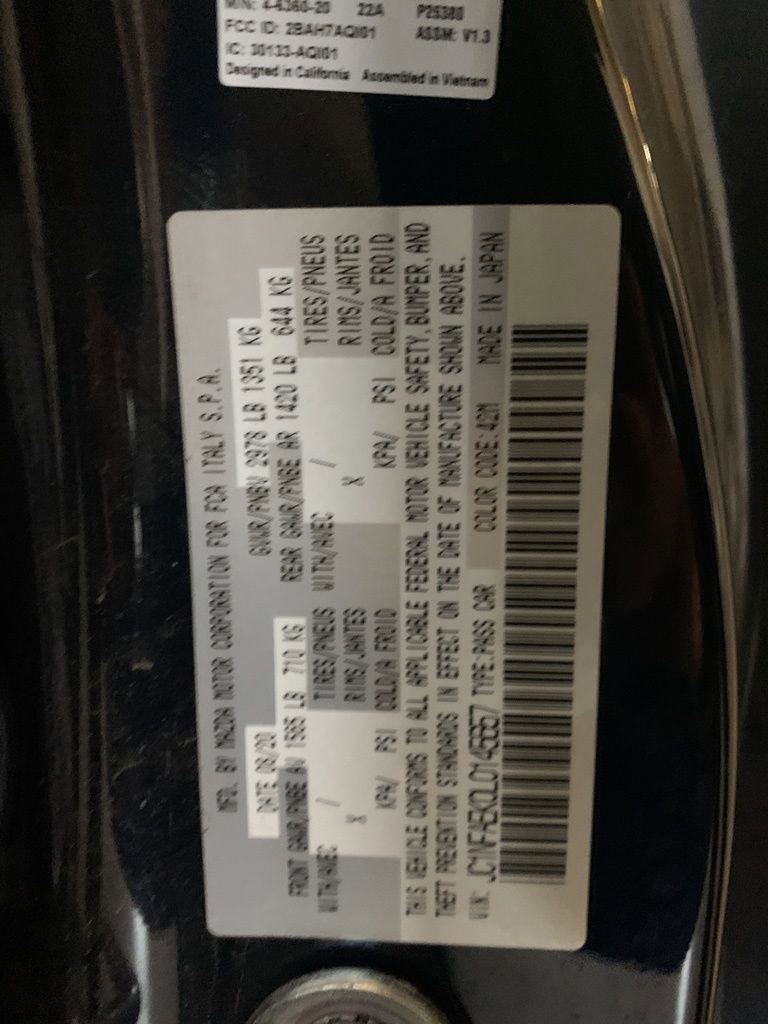 M/N: 4-6360-20 22A P25380
FCC ID: 2BAH7AQI01 ASSM: V1.3
IC: 30133-AQI01
Designed in California Assembled in Vietnam
MFD. BY MAZDA MOTOR CORPORATION FOR FCA ITALY S.P.A.
DATE 08/20 GVWR/PNBV 2978 LB 1351 KG
FRONT GAWR/PNBE AV 1565 LB 710 KG REAR GAWR/PNBE AR 1420 LB 644 KG
WITH/AVEC / TIRES/PNEUS WITH/AVEC / TIRES/PNEUS
X RIMS/JANTES X RIMS/JANTES
KPA/ PSI COLD/A FROID KPA/ PSI COLD/A FROID
THIS VEHICLE CONFORMS TO ALL APPLICABLE FEDERAL MOTOR VEHICLE SAFETY, BUMPER, AND
THEFT PREVENTION STANDARDS IN EFFECT ON THE DATE OF MANUFACTURE SHOWN ABOVE.
VIN: TYPE:PASS CAR COLOR CODE:42M MADE IN JAPAN